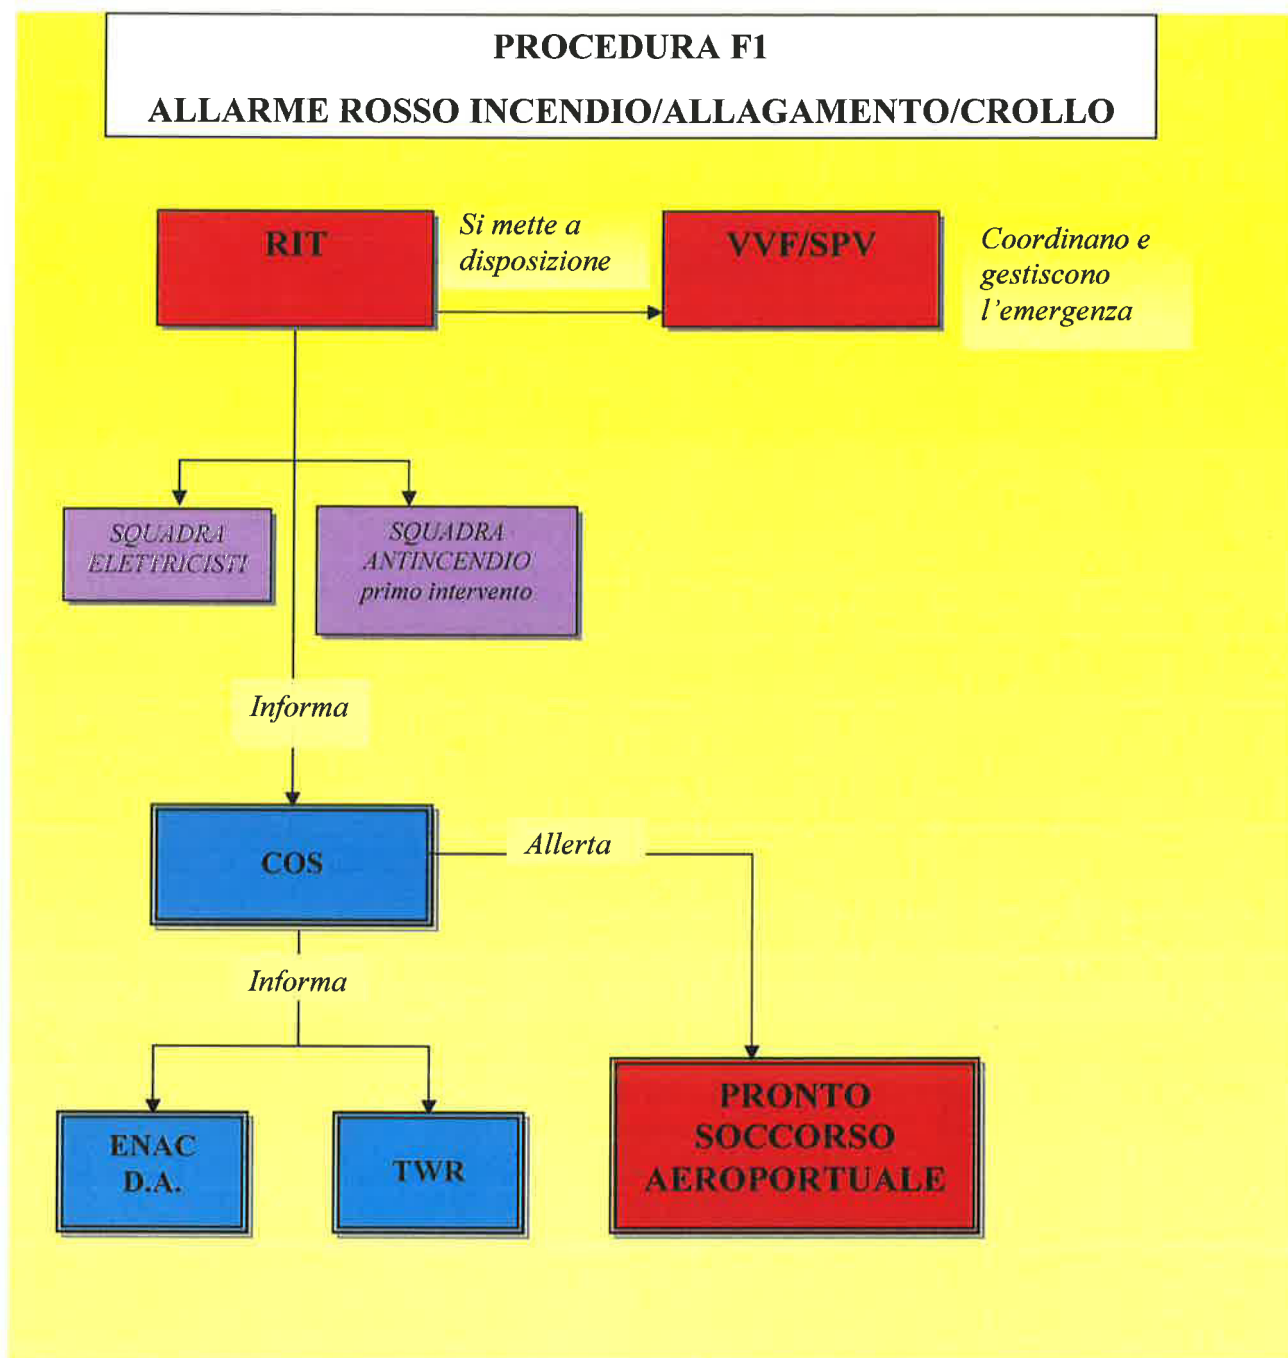 PROCEDURA F1
ALLARME ROSSO INCENDIO/ALLAGAMENTO/CROLLO
RIT
Si mette a
disposizione
VVF/SPV
Coordinano e
gestiscono
l'emergenza
SQUADRA
ELETTRICISTI
SQUADRA
ANTINCENDIO
primo intervento
Informa
COS
Allerta
Informa
ENAC
D.A.
TWR
PRONTO
SOCCORSO
AEROPORTUALE